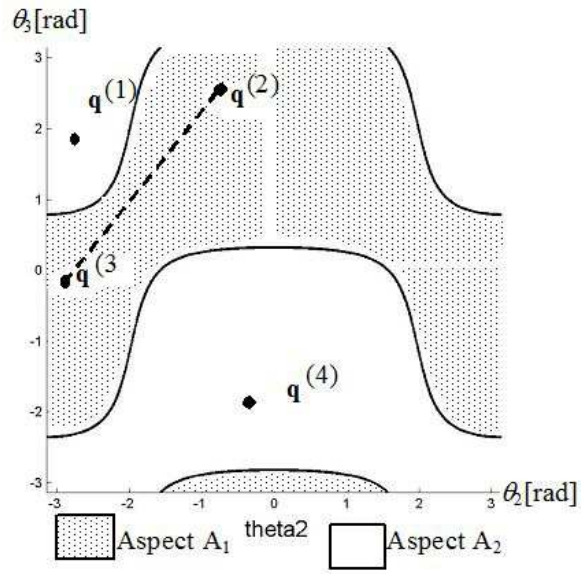 θ3[rad]
3
q(1)
q(2)
2
1
0
q(3
-1
q(4)
-2
-3
-3 -2 -1 0 1 2 3 θ2[rad]
theta2
Aspect A1 Aspect A2